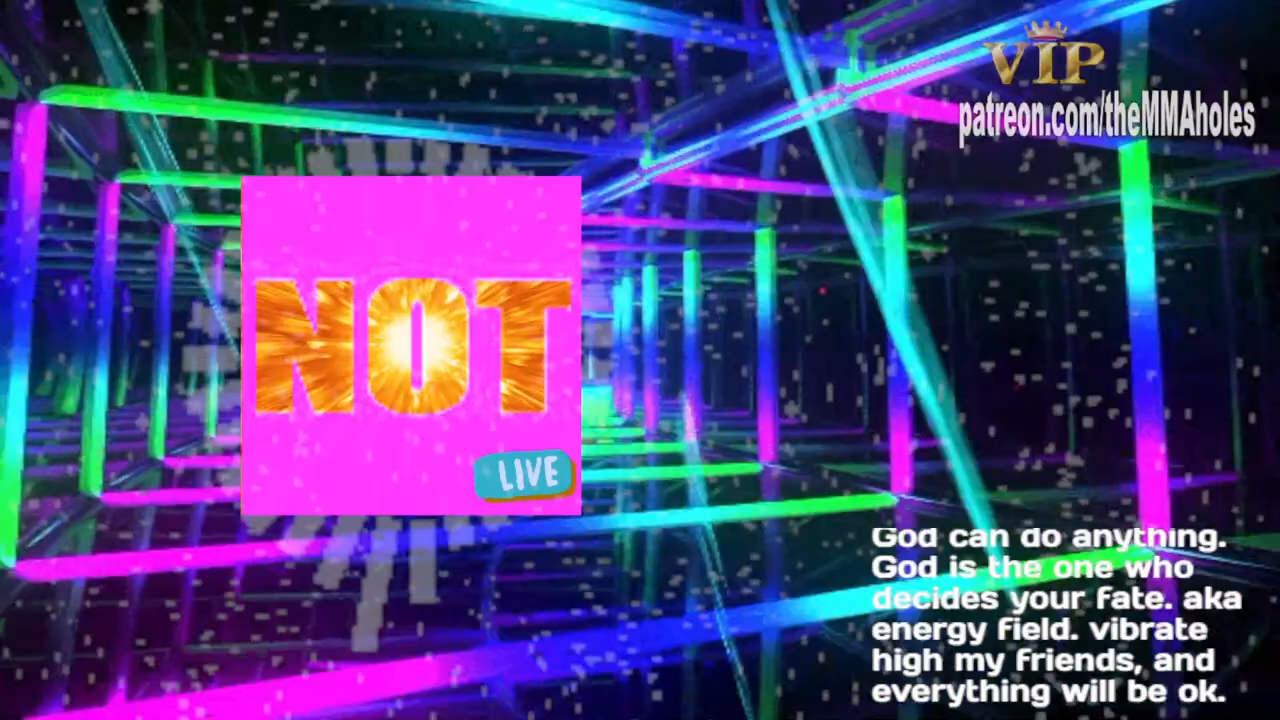 VIP
patreon.com/theMMAholes
NOT
LIVE
God can do anything.
God is the one who
decides your fate. aka
energy field. vibrate
high my friends, and
everything will be ok.